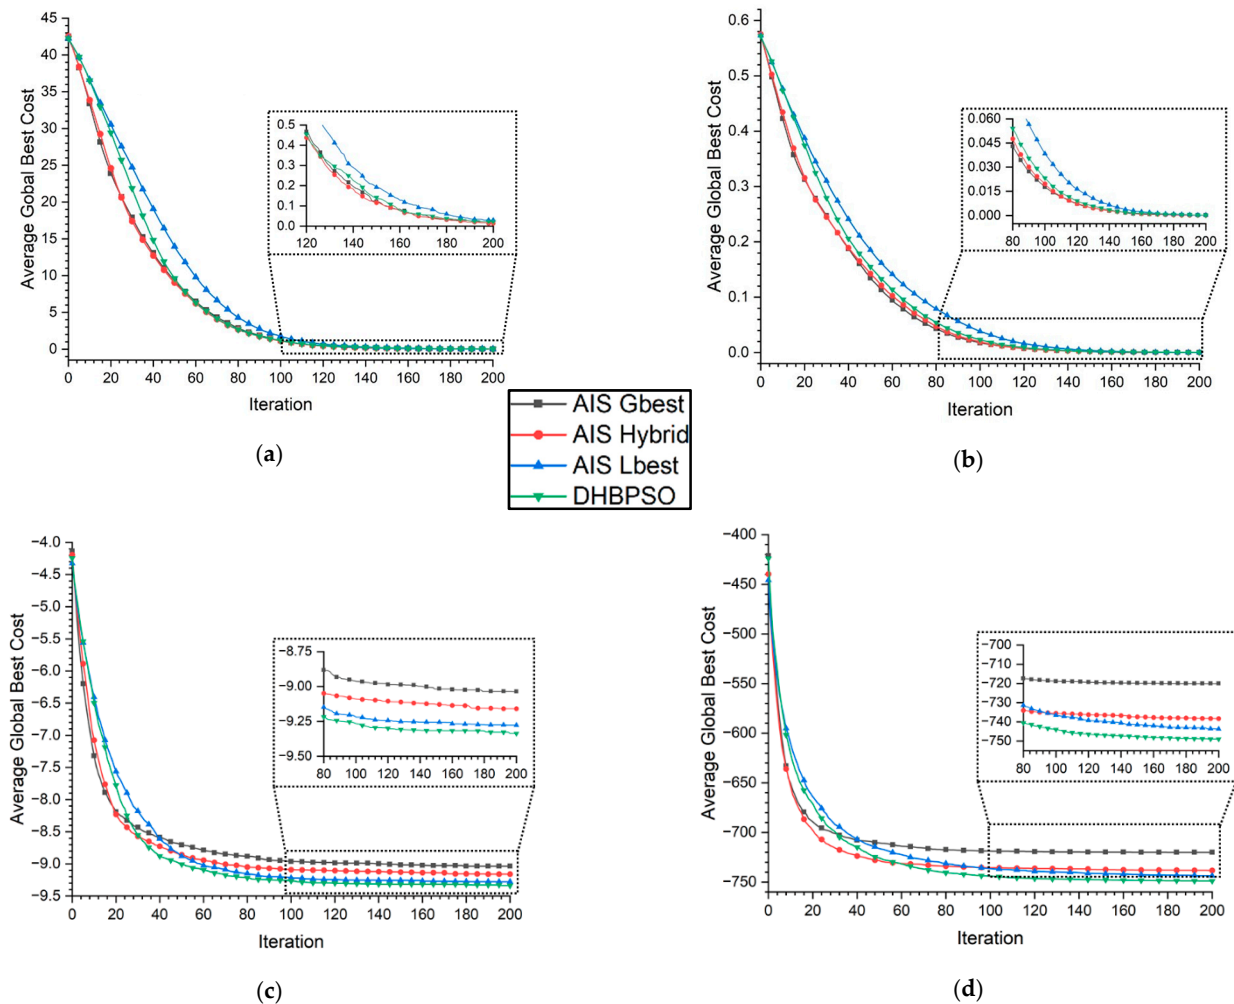 Average Global Best Cost
45
40
35
30
25
20
15
10
5
0
0 20 40 60 80 100 120 140 160 180 200
Iteration
0.5
0.4
0.3
0.2
0.1
0.0
120 140 160 180 200
(a)
Average Global Best Cost
0.6
0.5
0.4
0.3
0.2
0.1
0.0
0 20 40 60 80 100 120 140 160 180 200
Iteration
0.060
0.045
0.030
0.015
0.000
80 100 120 140 160 180 200
(b)
AIS Gbest
AIS Hybrid
AIS Lbest
DHBPSO
Average Global Best Cost
−4.0
−4.5
−5.0
−5.5
−6.0
−6.5
−7.0
−7.5
−8.0
−8.5
−9.0
−9.5
0 20 40 60 80 100 120 140 160 180 200
Iteration
−8.75
−9.00
−9.25
−9.50
80 100 120 140 160 180 200
(c)
Average Global Best Cost
−400
−450
−500
−550
−600
−650
−700
−750
0 20 40 60 80 100 120 140 160 180 200
Iteration
−700
−710
−720
−730
−740
−750
80 100 120 140 160 180 200
(d)